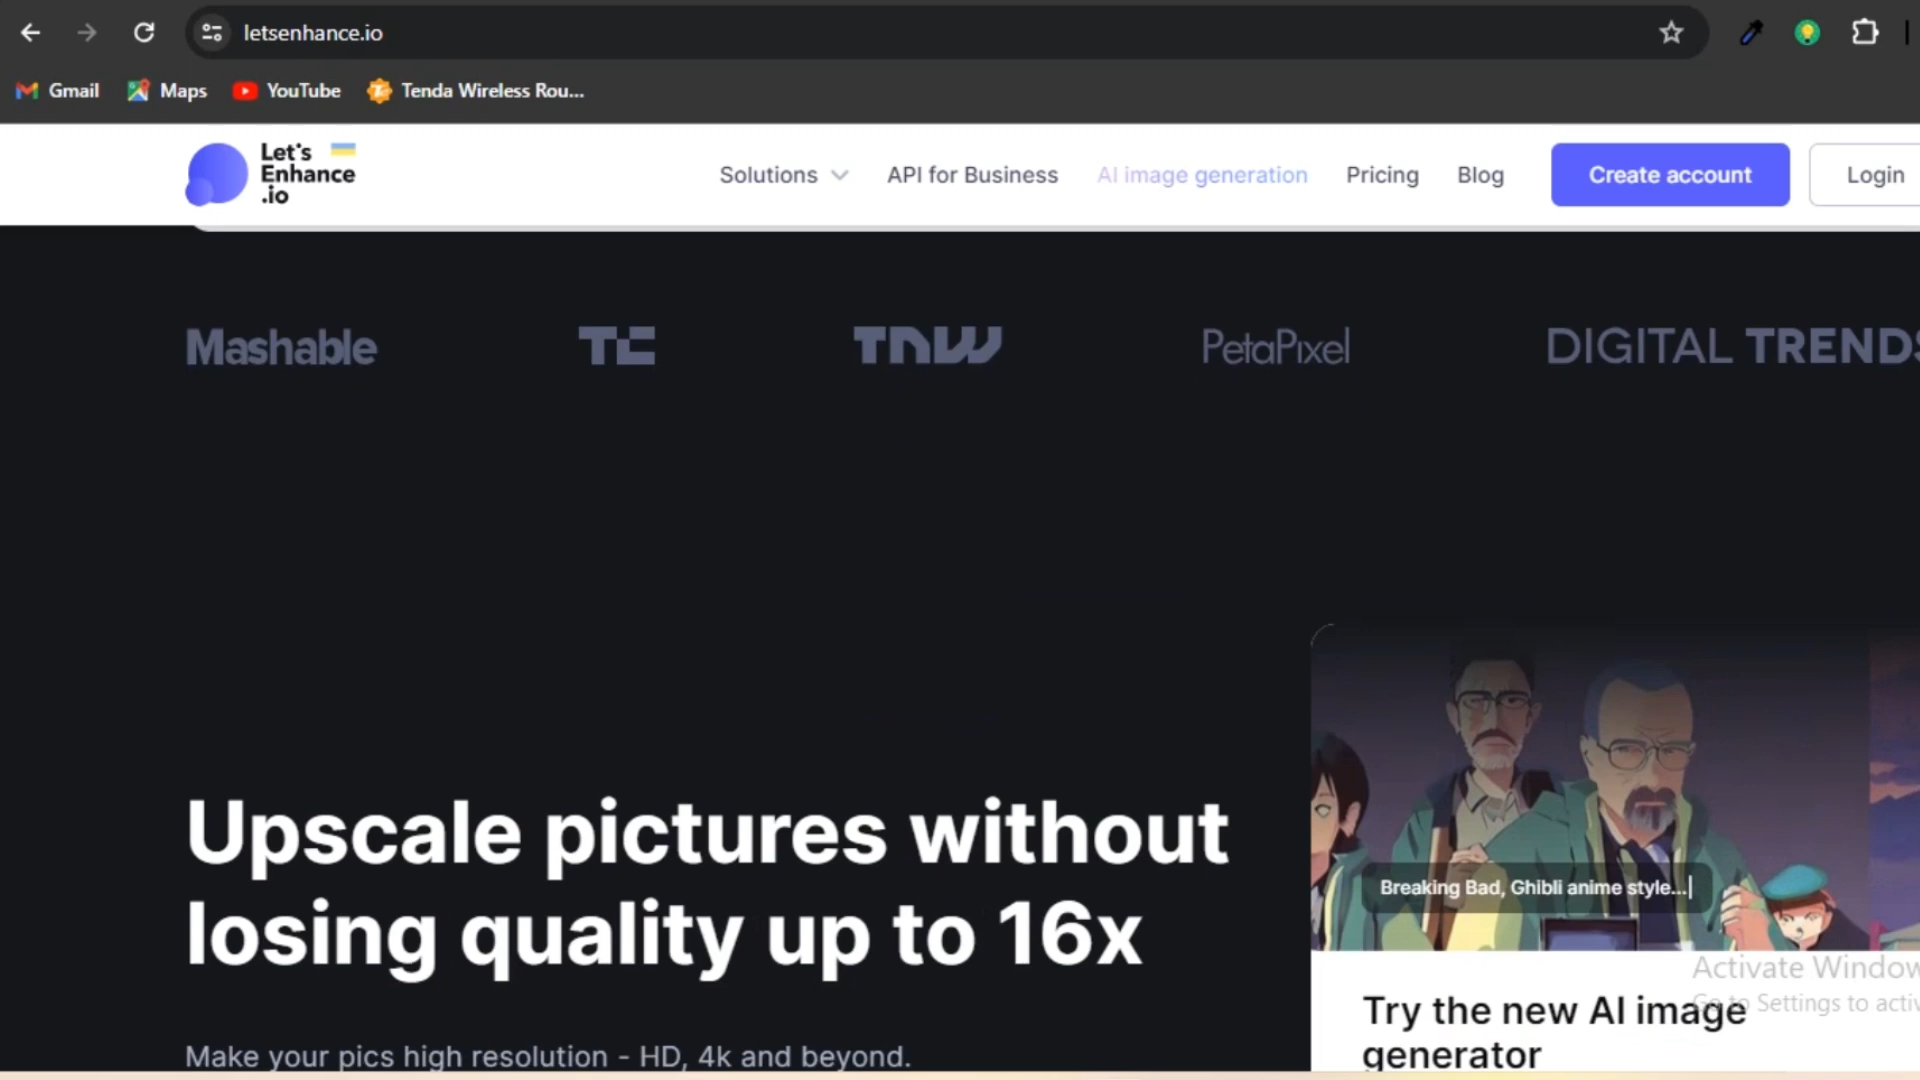 letsenhance.io
Gmail Maps YouTube Tenda Wireless Rou...
Let's
Enhance
.io
Solutions API for Business AI image generation Pricing Blog Create account Login
Mashable TC TNW PetaPixel DIGITAL TRENDS
Breaking Bad, Ghibli anime style...
Upscale pictures without
losing quality up to 16x
Make your pics high resolution - HD, 4k and beyond.
Try the new AI image
generator
Activate Window
Go to Settings to activ